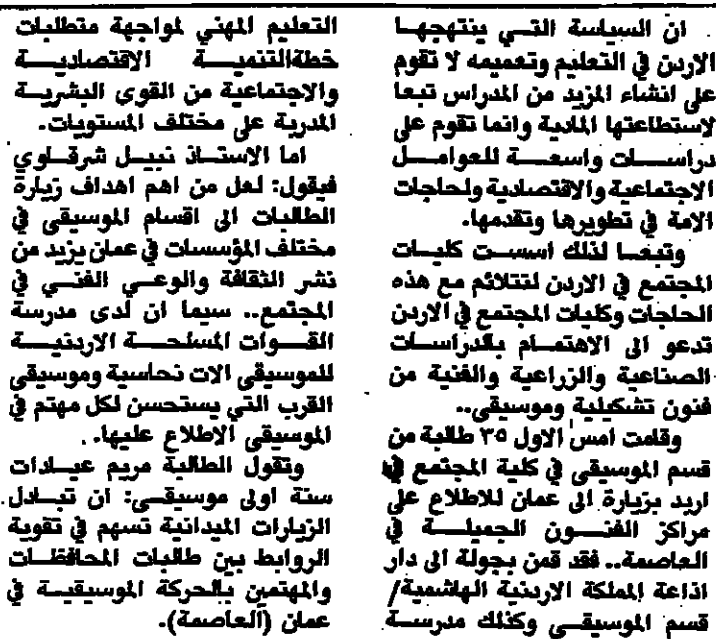 ان السياسة التي ينتهجها
الاردن في التعليم وتعميمه لا تقوم
على انشاء المزيد من المدراس تبعا
لاستطاعتها المادية وانما تقوم على
دراسات واسعة للعوامل
الاجتماعية والاقتصادية ولحاجات
الامة في تطويرها وتقدمها.
وتبعا لذلك اسست كليات
المجتمع في الاردن لتتلائم مع هذه
الحاجات وكليات المجتمع في الاردن
تدعو الى الاهتمام بالدراسات
الصناعية والزراعية والفنية من
فنون تشكيلية وموسيقى..
وقامت امس الاول ٣٥ طالبة من
قسم الموسيقى في كلية المجتمع في
اربد بزيارة الى عمان للاطلاع على
مراكز الفنون الجميلة في
العاصمة.. فقد قمن بجولة الى دار
اذاعة المملكة الاردنية الهاشمية/
قسم الموسيقى وكذلك مدرسة
التعليم المهني لمواجهة متطلبات
خطةالتنمية الاقتصادية
والاجتماعية من القوى البشرية
المدربة على مختلف المستويات.
اما الاستاذ نبيل شرقاوي
فيقول: لعل من اهم اهداف زيارة
الطالبات الى اقسام الموسيقى في
مختلف المؤسسات في عمان يزيد من
نشر الثقافة والوعي الفني في
المجتمع.. سيما ان لدى مدرسة
القوات المسلحة الاردنية
للموسيقى الات نحاسية وموسيقى
القرب التي يستحسن لكل مهتم في
الموسيقى الاطلاع عليها.
وتقول الطالبة مريم عيادات
سنة اولى موسيقى: ان تبادل
الزيارات الميدانية تسهم في تقوية
الروابط بين طالبات المحافظات
والمهتمين بالحركة الموسيقية في
عمان (العاصمة).